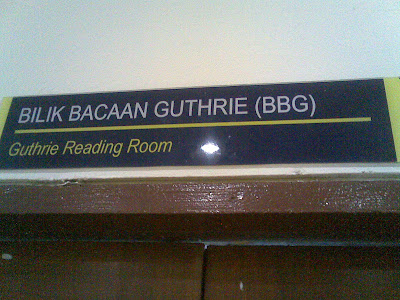 BILIK BACAAN GUTHRIE (BBG)
Guthrie Reading Room